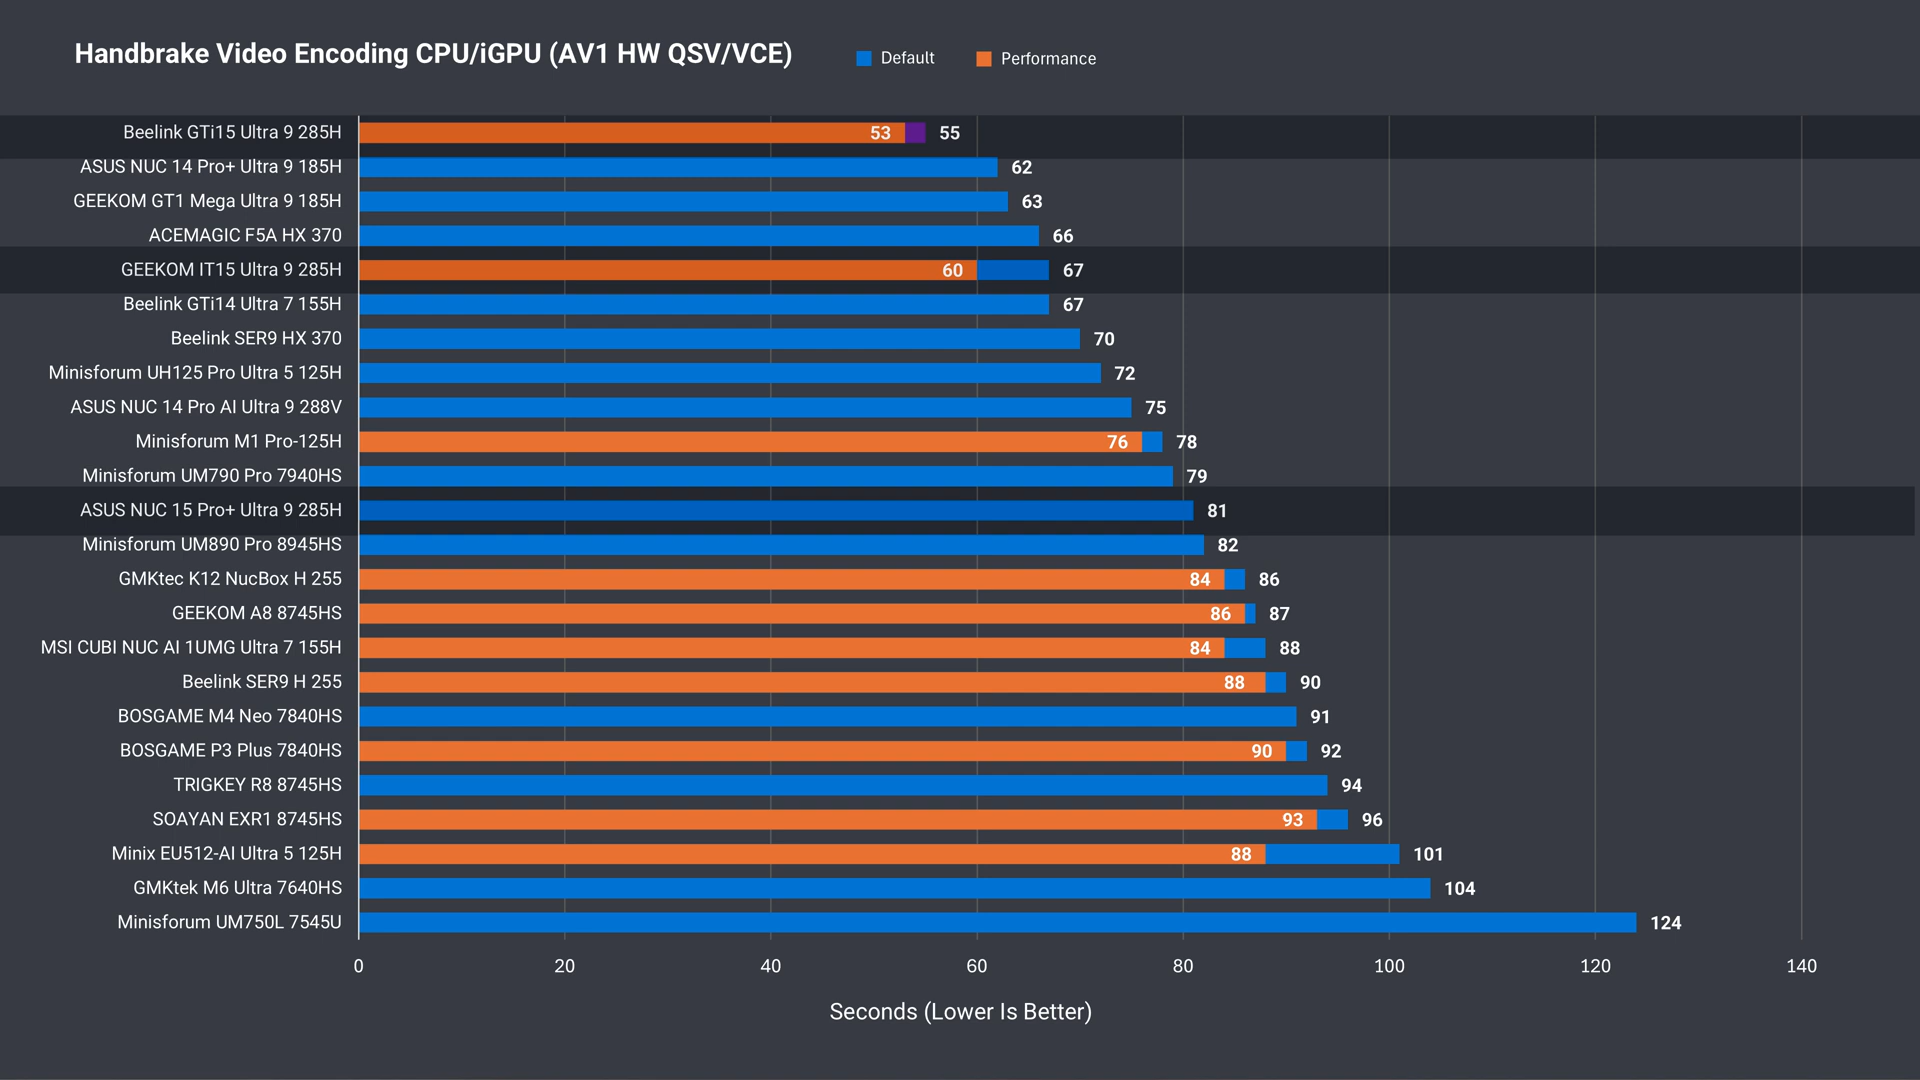 Handbrake Video Encoding CPU/iGPU (AV1 HW QSV/VCE) Default Performance
Beelink GTi15 Ultra 9 285H 53 55
ASUS NUC 14 Pro+ Ultra 9 185H 62
GEEKOM GT1 Mega Ultra 9 185H 63
ACEMAGIC F5A HX 370 66
GEEKOM IT15 Ultra 9 285H 60 67
Beelink GTi14 Ultra 7 155H 67
Beelink SER9 HX 370 70
Minisforum UH125 Pro Ultra 5 125H 72
ASUS NUC 14 Pro AI Ultra 9 288V 75
Minisforum M1 Pro-125H 76 78
Minisforum UM790 Pro 7940HS 79
ASUS NUC 15 Pro+ Ultra 9 285H 81
Minisforum UM890 Pro 8945HS 82
GMKtec K12 NucBox H 255 84 86
GEEKOM A8 8745HS 86 87
MSI CUBI NUC AI 1UMG Ultra 7 155H 84 88
Beelink SER9 H 255 88 90
BOSGAME M4 Neo 7840HS 91
BOSGAME P3 Plus 7840HS 90 92
TRIGKEY R8 8745HS 94
SOAYAN EXR1 8745HS 93 96
Minix EU512-AI Ultra 5 125H 88 101
GMKtek M6 Ultra 7640HS 104
Minisforum UM750L 7545U 124
0 20 40 60 80 100 120 140
Seconds (Lower Is Better)